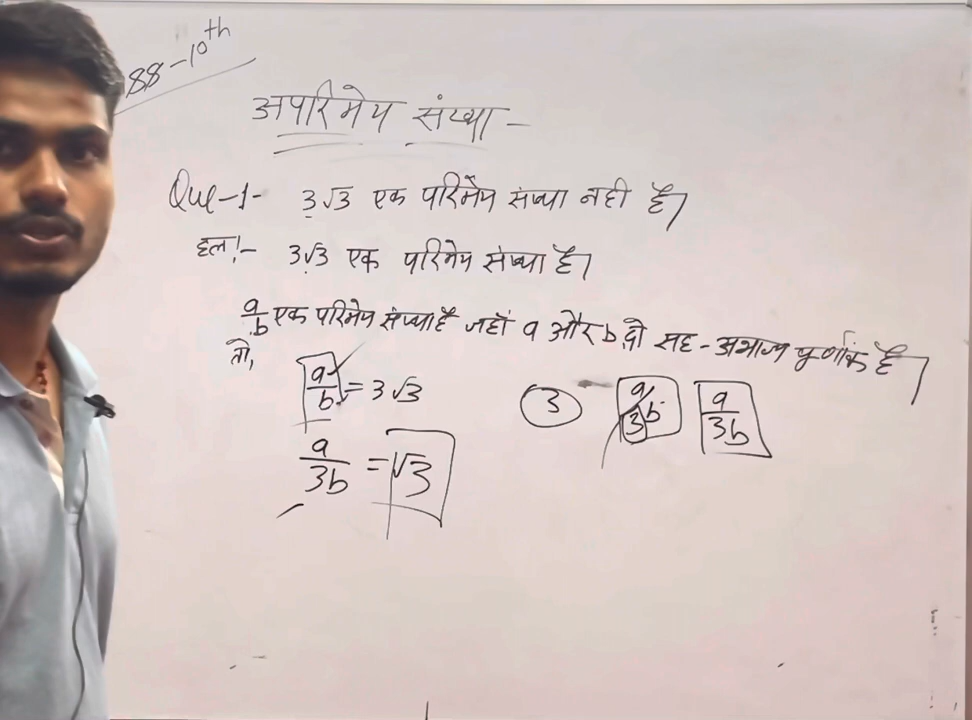 88-10th
अपरिमेय संख्या -
Que-1- 3√3 एक परिमेय संख्या नही है।
हल!- 3√3 एक परिमेय संख्या है।
a/b एक परिमेय संख्या है जहाँ a और b दो सह-अभाज्य पूर्णांक है।
तो,
a/b = 3√3
3
a/3b
a/3b
a/3b = √3